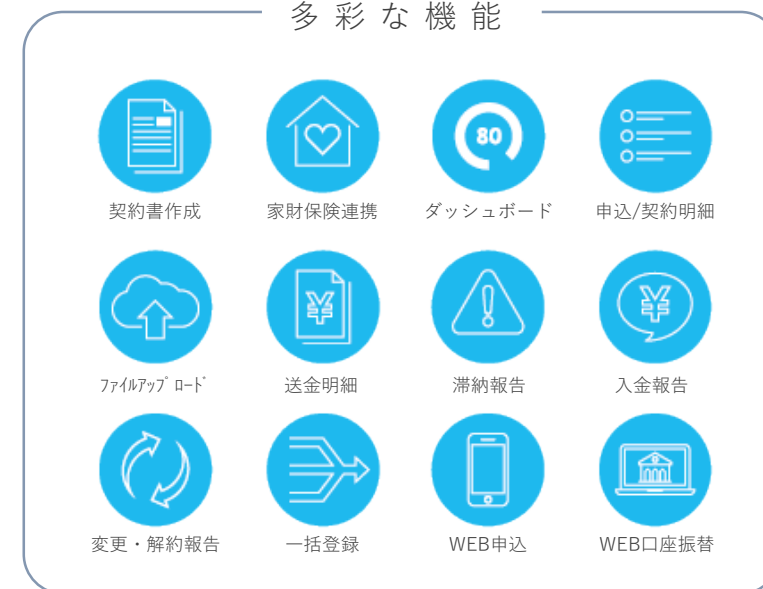 多彩な機能
80
契約書作成
家財保険連携
ダッシュボード
申込/契約明細
¥
¥
ﾌｧｲﾙｱｯﾌﾟﾛｰﾄﾞ
送金明細
滞納報告
入金報告
変更・解約報告
一括登録
WEB申込
WEB口座振替